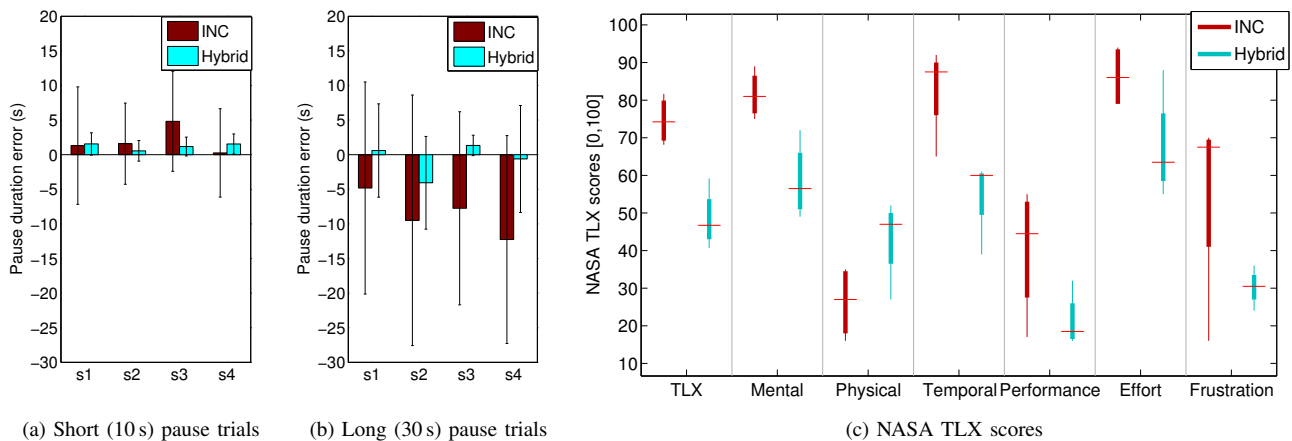 Pause duration error (s)
20
15
10
5
0
−5
−10
−15
−20
−25
−30
s1 s2 s3 s4
INC
Hybrid
(a) Short (10 s) pause trials
Pause duration error (s)
20
15
10
5
0
−5
−10
−15
−20
−25
−30
s1 s2 s3 s4
INC
Hybrid
(b) Long (30 s) pause trials
NASA TLX scores [0,100]
100
90
80
70
60
50
40
30
20
10
TLX Mental Physical Temporal Performance Effort Frustration
INC
Hybrid
(c) NASA TLX scores